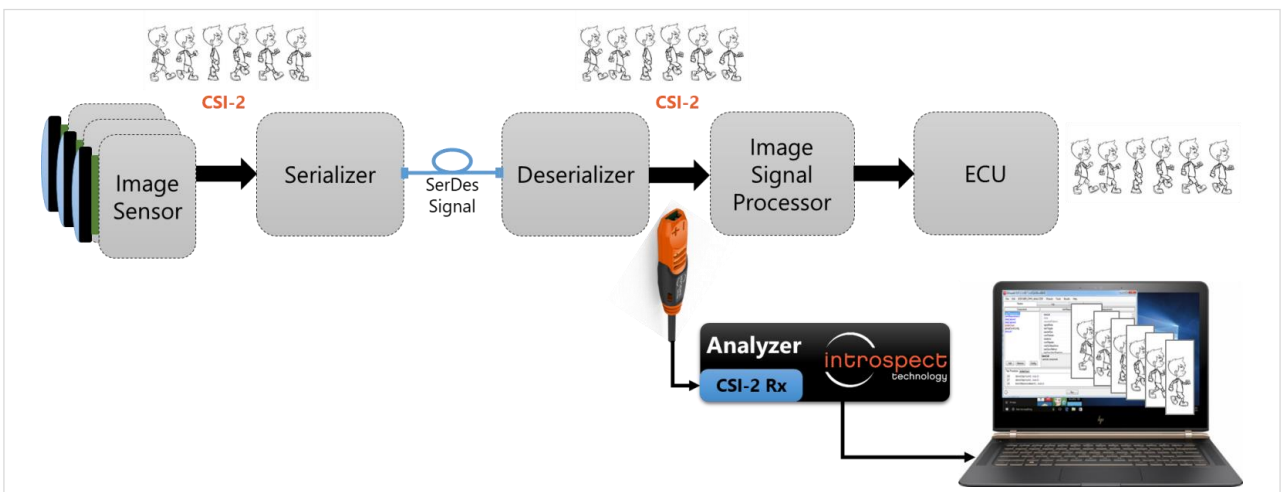 CSI-2
CSI-2
Image
Sensor
Serializer
SerDes
Signal
Deserializer
Image
Signal
Processor
ECU
Analyzer
CSI-2 Rx
introspect
technology
hp